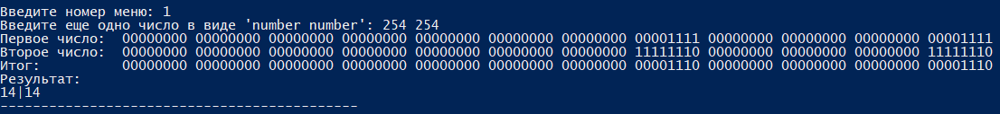 Введите номер меню: 1
Введите еще одно число в виде 'number number': 254 254
Первое число:  00000000 00000000 00000000 00000000 00000000 00000000 00000000 00001111 00000000 00000000 00000000 00001111
Второе число:  00000000 00000000 00000000 00000000 00000000 00000000 00000000 11111110 00000000 00000000 00000000 11111110
Итог:          00000000 00000000 00000000 00000000 00000000 00000000 00000000 00001110 00000000 00000000 00000000 00001110
Результат:
14|14
--------------------------------------------